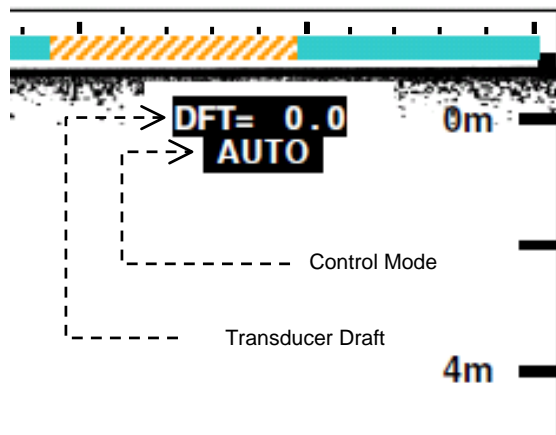 DFT= 0.0
0m
AUTO
Control Mode
Transducer Draft
4m